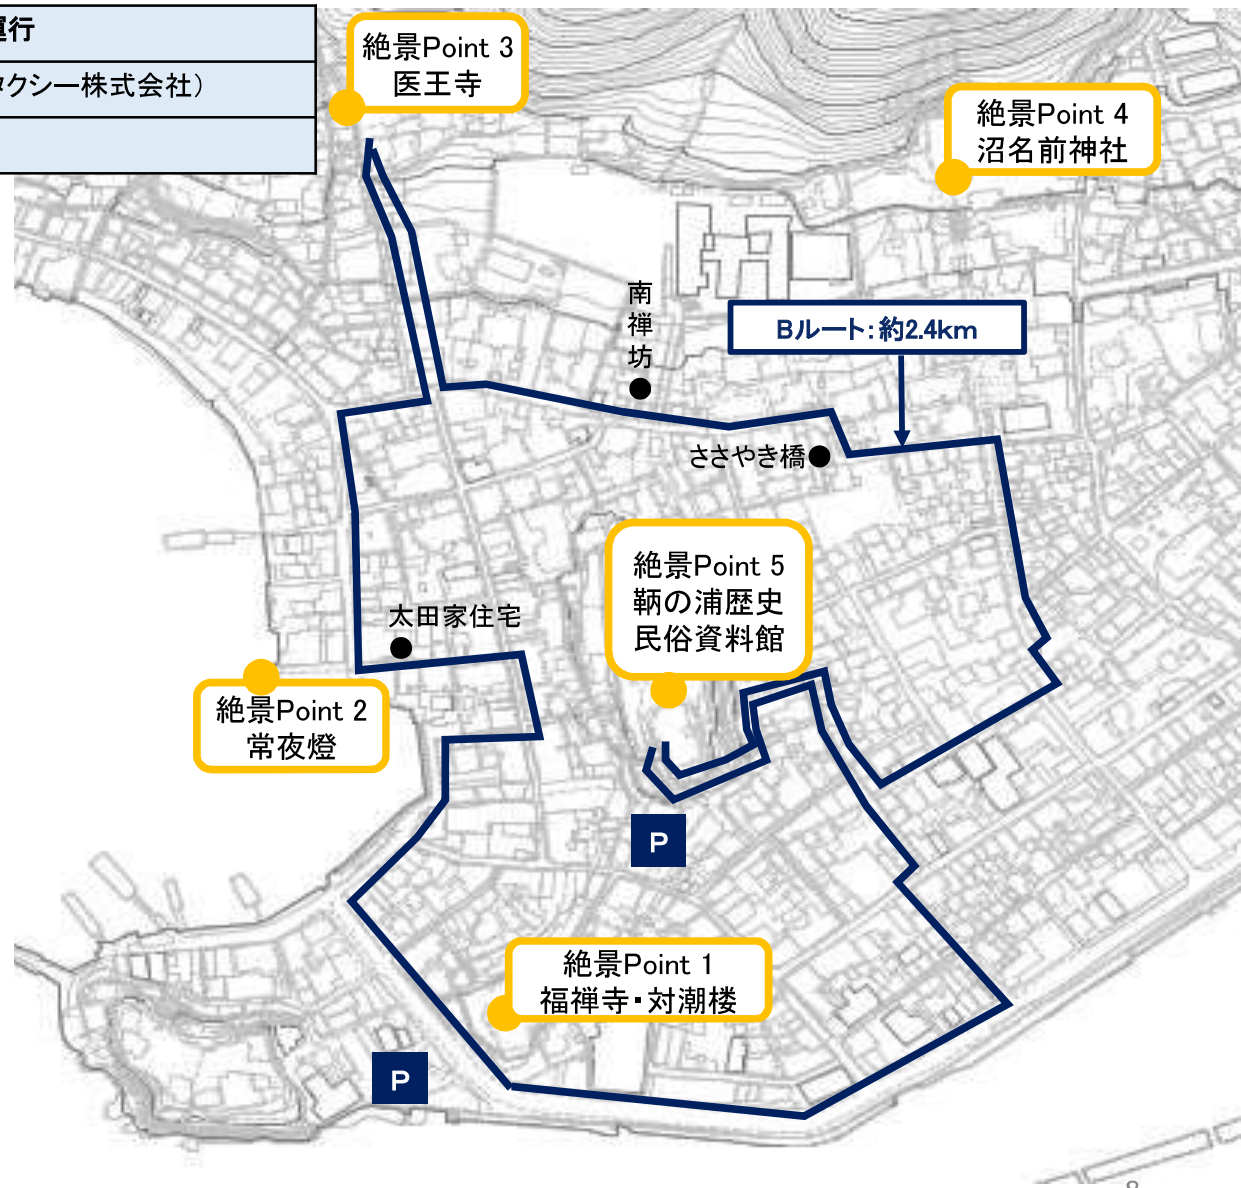 運行
タクシー株式会社）
絶景Point 3
医王寺
絶景Point 4
沼名前神社
南禅坊
Bルート：約2.4km
ささやき橋
絶景Point 5
鞆の浦歴史
民俗資料館
太田家住宅
絶景Point 2
常夜燈
P
絶景Point 1
福禅寺・対潮楼
P